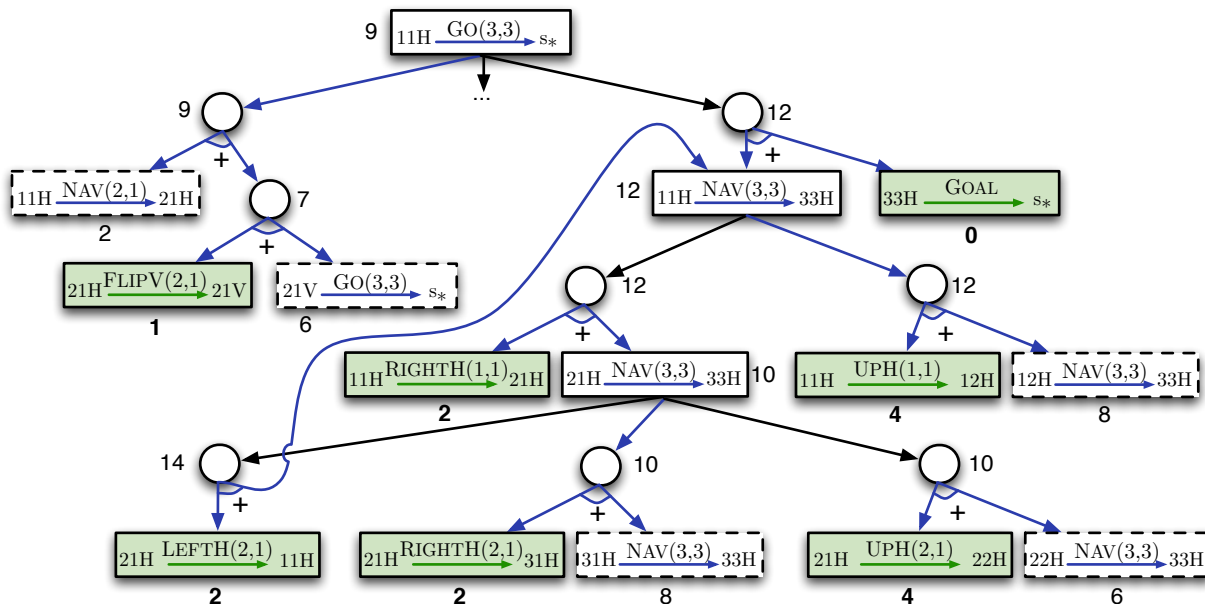 9 11H GO(3,3) s*
9 ... 12
+ +
11H NAV(2,1) 21H 7 12 11H NAV(3,3) 33H 33H GOAL s*
2 0
+
21H FLIPV(2,1) 21V 21V GO(3,3) s* 12 12
1 6
+ +
11H RIGHTH(1,1) 21H 21H NAV(3,3) 33H 10 11H UPH(1,1) 12H 12H NAV(3,3) 33H
2 4 8
14 10 10
+ + +
21H LEFTH(2,1) 11H 21H RIGHTH(2,1) 31H 31H NAV(3,3) 33H 21H UPH(2,1) 22H 22H NAV(3,3) 33H
2 2 8 4 6